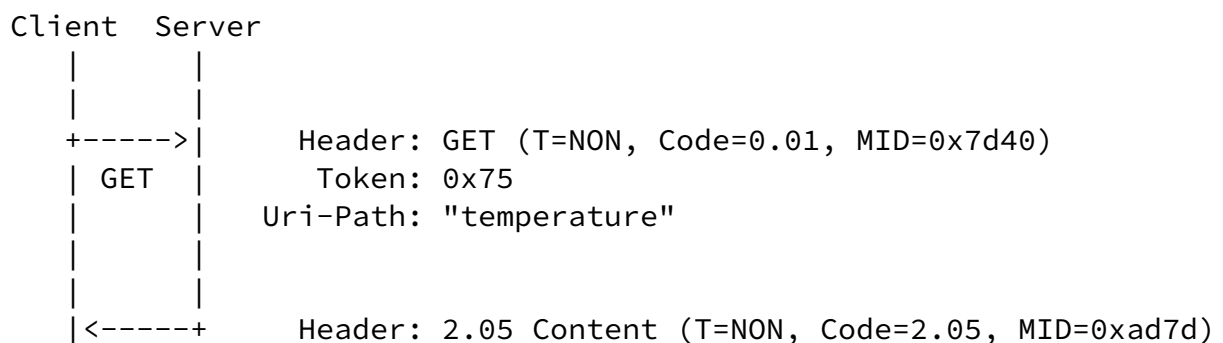 Client  Server
   |      |
   |      |
   +----->|     Header: GET (T=NON, Code=0.01, MID=0x7d40)
   | GET  |      Token: 0x75
   |      |   Uri-Path: "temperature"
   |      |
   |      |
   |<-----+     Header: 2.05 Content (T=NON, Code=2.05, MID=0xad7d)